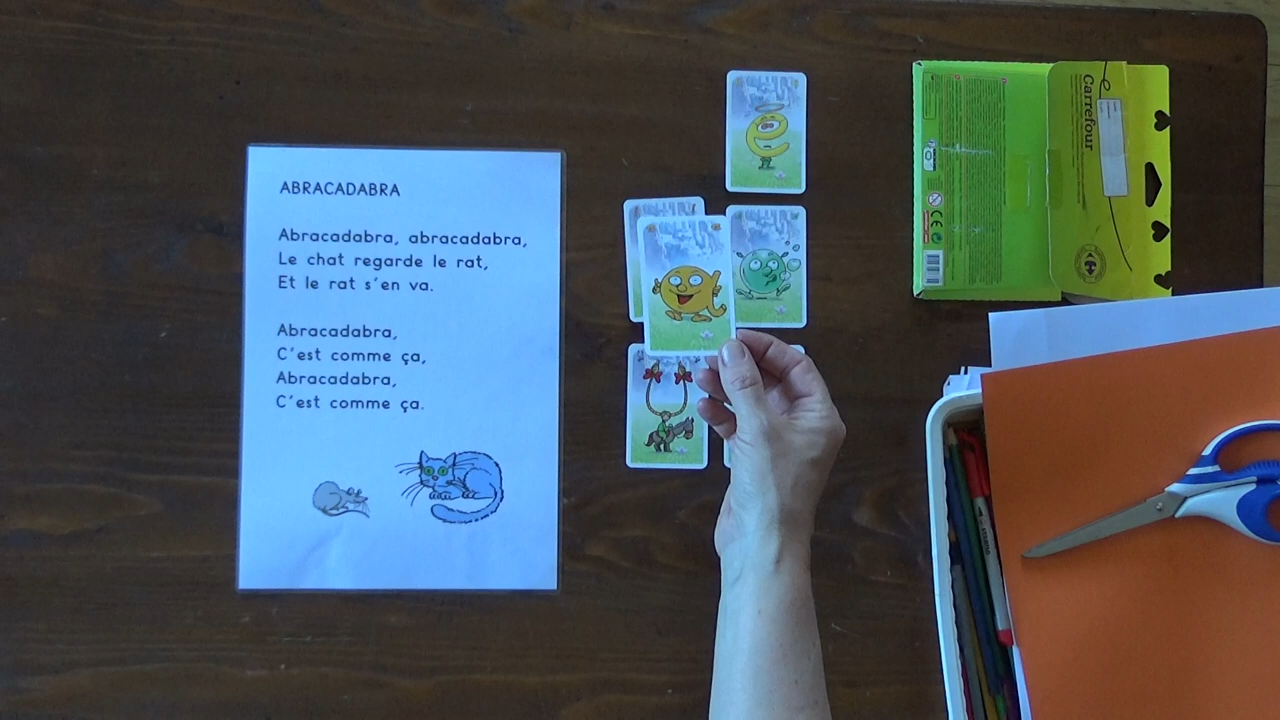 ABRACADABRA
Abracadabra, abracadabra,
Le chat regarde le rat,
Et le rat s'en va.
Abracadabra,
C'est comme ça,
Abracadabra,
C'est comme ça.
Carrefour